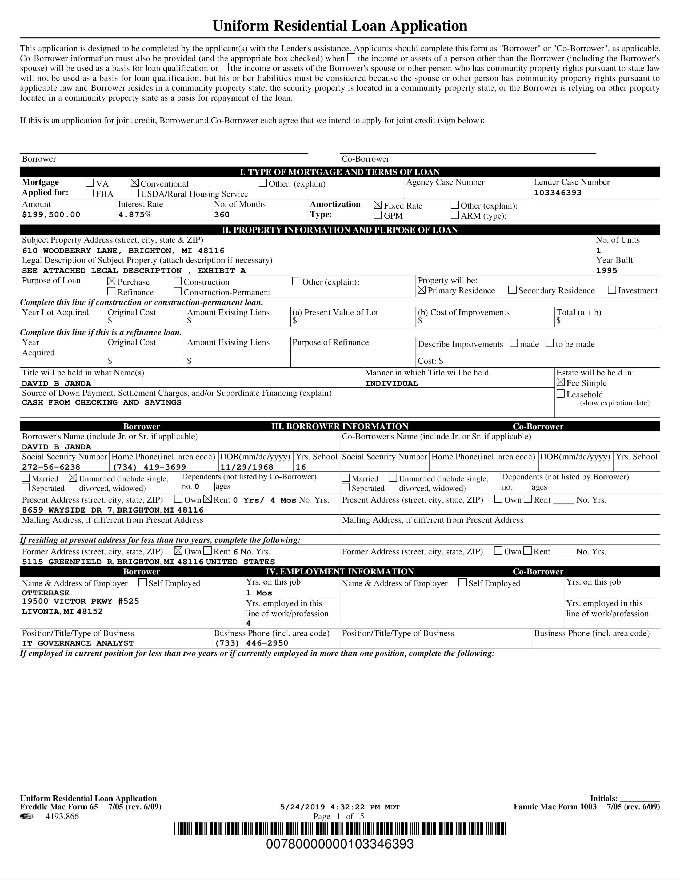 Uniform Residential Loan Application
This application is designed to be completed by the applicant(s) with the Lender's assistance. Applicants should complete this form as "Borrower" or "Co-Borrower", as applicable.
Co-Borrower information must also be provided (and the appropriate box checked) when ☐ the income or assets of a person other than the Borrower (including the Borrower's
spouse) will be used as a basis for loan qualification or ☐ the income or assets of the Borrower's spouse or other person who has community property rights pursuant to state law
will not be used as a basis for loan qualification, but his or her liabilities must be considered because the spouse or other person has community property rights pursuant to
applicable law and Borrower resides in a community property state, the security property is located in a community property state, or the Borrower is relying on other property
located in a community property state as a basis for repayment of the loan.
If this is an application for joint credit, Borrower and Co-Borrower each agree that we intend to apply for joint credit (sign below):
Borrower Co-Borrower
I. TYPE OF MORTGAGE AND TERMS OF LOAN
Mortgage ☐ VA ☒ Conventional ☐ Other: (explain) Agency Case Number Lender Case Number
Applied for: ☐ FHA ☐ USDA/Rural Housing Service 103346393
Amount Interest Rate No. of Months Amortization ☒ Fixed Rate ☐ Other (explain):
$199,500.00 4.875% 360 Type: ☐ GPM ☐ ARM (type):
II. PROPERTY INFORMATION AND PURPOSE OF LOAN
Subject Property Address (street, city, state & ZIP) No. of Units
610 WOODBERRY LANE, BRIGHTON, MI 48116 1
Legal Description of Subject Property (attach description if necessary) Year Built
SEE ATTACHED LEGAL DESCRIPTION , EXHIBIT A 1995
Purpose of Loan ☒ Purchase ☐ Construction ☐ Other (explain): Property will be:
☐ Refinance ☐ Construction-Permanent ☒ Primary Residence ☐ Secondary Residence ☐ Investment
Complete this line if construction or construction-permanent loan.
Year Lot Acquired Original Cost Amount Existing Liens (a) Present Value of Lot (b) Cost of Improvements Total (a + b)
$ $ $ $ $
Complete this line if this is a refinance loan.
Year Original Cost Amount Existing Liens Purpose of Refinance Describe Improvements ☐ made ☐ to be made
Acquired
$ $ Cost: $
Title will be held in what Name(s) Manner in which Title will be held Estate will be held in:
DAVID B JANDA INDIVIDUAL ☒ Fee Simple
Source of Down Payment, Settlement Charges, and/or Subordinate Financing (explain) ☐ Leasehold
CASH FROM CHECKING AND SAVINGS (show expiration date)
Borrower III. BORROWER INFORMATION Co-Borrower
Borrower's Name (include Jr. or Sr. if applicable) Co-Borrower's Name (include Jr. or Sr. if applicable)
DAVID B JANDA
Social Security Number Home Phone(incl. area code) DOB(mm/dd/yyyy) Yrs. School Social Security Number Home Phone(incl. area code) DOB(mm/dd/yyyy) Yrs. School
272-56-6238 (734) 419-3699 11/29/1968 16
☐ Married ☒ Unmarried (include single, Dependents (not listed by Co-Borrower) ☐ Married ☐ Unmarried (include single, Dependents (not listed by Borrower)
☐ Separated divorced, widowed) no. 0 ages ☐ Separated divorced, widowed) no. ages
Present Address (street, city, state, ZIP) ☐ Own ☒ Rent 0 Yrs/ 4 Mos No. Yrs. Present Address (street, city, state, ZIP) ☐ Own ☐ Rent No. Yrs.
8659 WAYSIDE DR 7,BRIGHTON,MI 48116
Mailing Address, if different from Present Address Mailing Address, if different from Present Address
If residing at present address for less than two years, complete the following:
Former Address (street, city, state, ZIP) ☒ Own ☐ Rent 6 No. Yrs. Former Address (street, city, state, ZIP) ☐ Own ☐ Rent No. Yrs.
5115 GREENFIELD R,BRIGHTON,MI 48116 UNITED STATES
Borrower IV. EMPLOYMENT INFORMATION Co-Borrower
Name & Address of Employer ☐ Self Employed Yrs. on this job Name & Address of Employer ☐ Self Employed Yrs. on this job
OTTERBASE 1 Mos
19500 VICTOR PKWY #525 Yrs. employed in this Yrs. employed in this
LIVONIA,MI 48152 line of work/profession line of work/profession
4
Position/Title/Type of Business Business Phone (incl. area code) Position/Title/Type of Business Business Phone (incl. area code)
IT GOVERNANCE ANALYST (733) 446-2950
If employed in current position for less than two years or if currently employed in more than one position, complete the following:
Uniform Residential Loan Application Initials:
Freddie Mac Form 65 7/05 (rev. 6/09) 5/24/2019 4:32:22 PM MDT Fannie Mae Form 1003 7/05 (rev. 6/09)
4193.866 Page 1 of 5
00780000000103346393